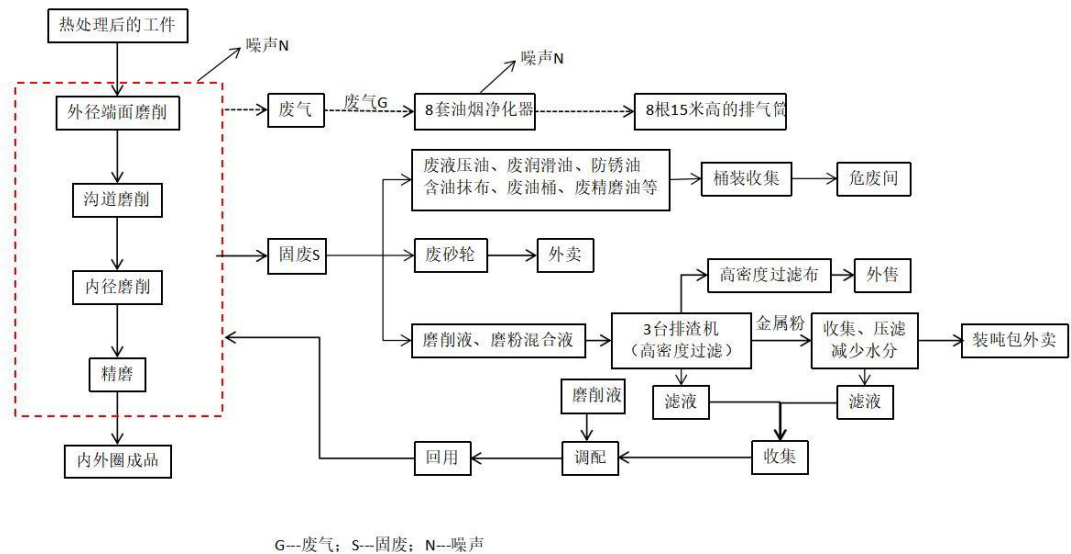 热处理后的工件
噪声N
噪声N
外径端面磨削
废气
废气G
8套油烟净化器
8根15米高的排气筒
废液压油、废润滑油、防锈油
含油抹布、废油桶、废精磨油等
桶装收集
危废间
沟道磨削
固废S
废砂轮
外卖
高密度过滤布
外售
内径磨削
磨削液、磨粉混合液
3台排渣机
（高密度过滤）
金属粉
收集、压滤
减少水分
装吨包外卖
精磨
磨削液
滤液
滤液
内外圈成品
回用
调配
收集
G---废气；S---固废；N---噪声